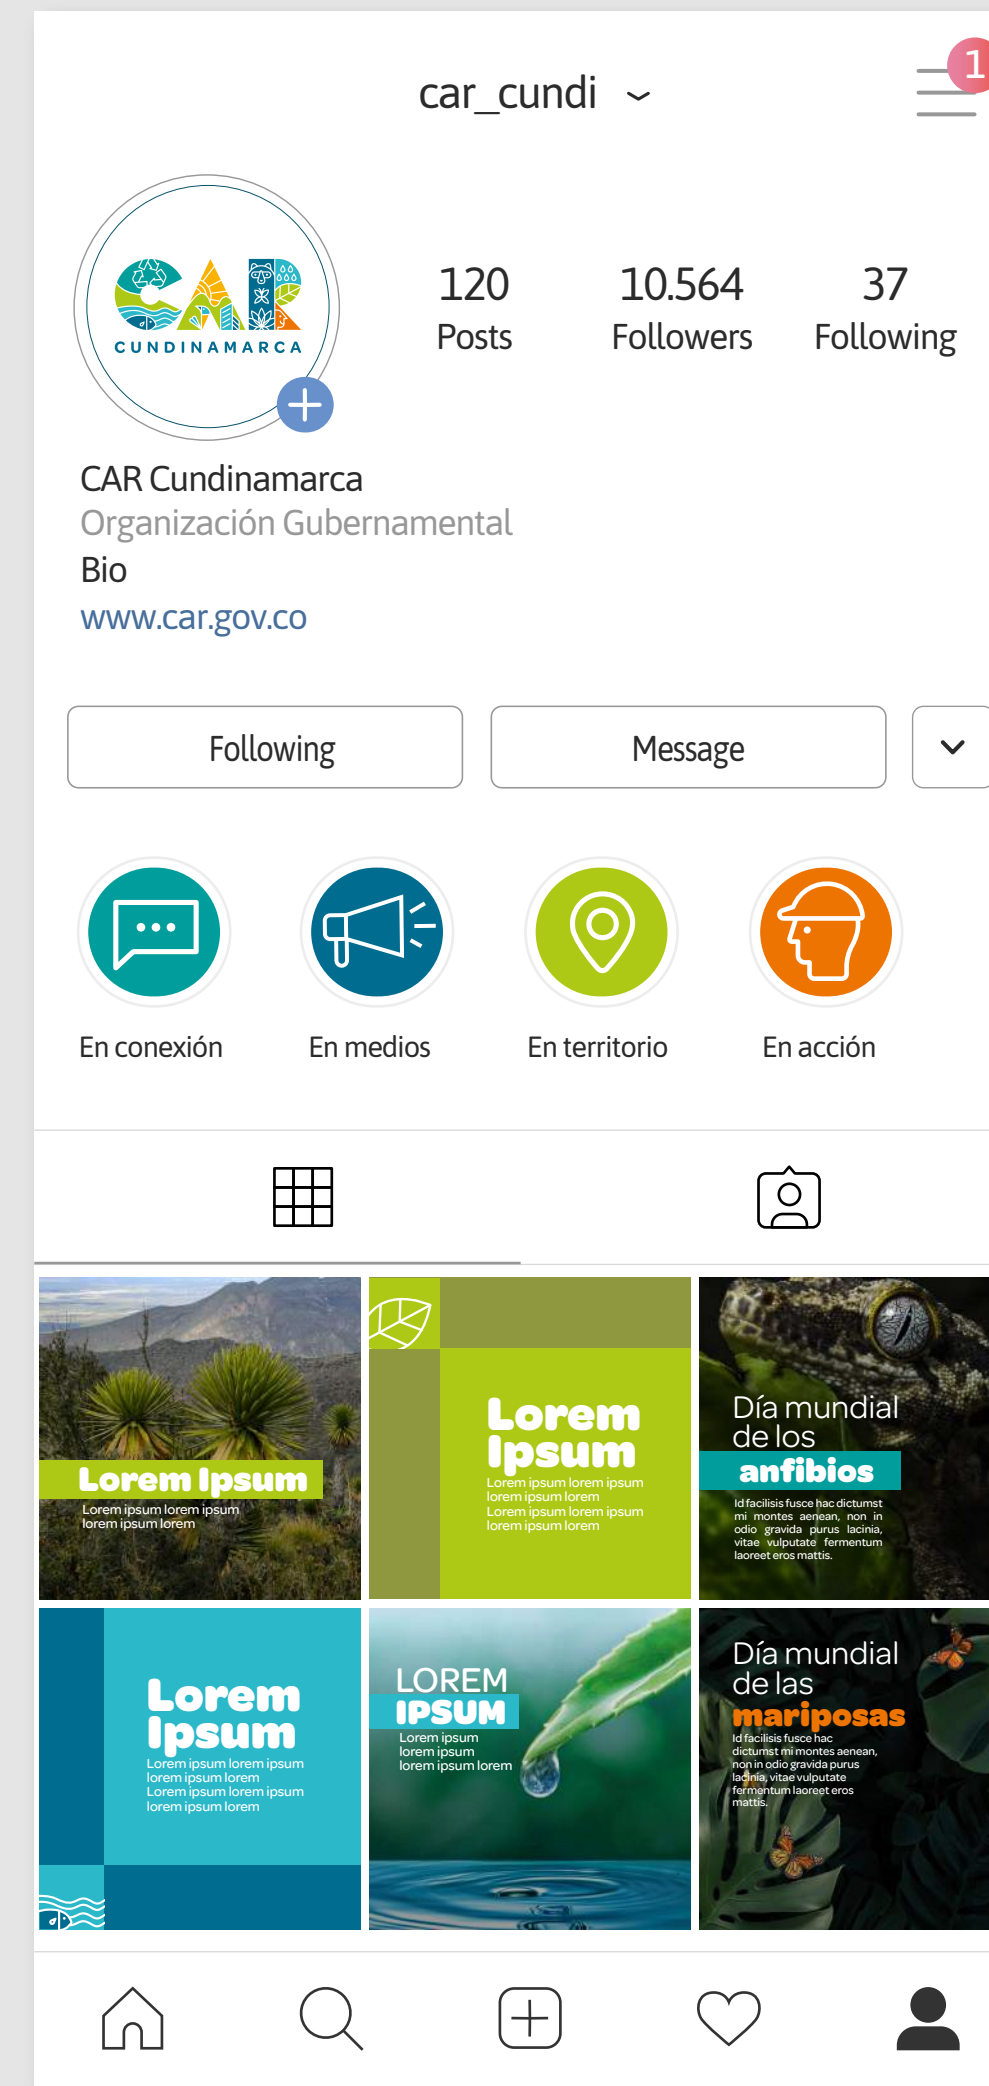 car_cundi
1
CAR
CUNDINAMARCA
120
Posts
10.564
Followers
37
Following
CAR Cundinamarca
Organización Gubernamental
Bio
www.car.gov.co
Following
Message
En conexión
En medios
En territorio
En acción
Lorem Ipsum
Lorem ipsum lorem ipsum
lorem ipsum lorem
Lorem
Ipsum
Lorem ipsum lorem ipsum
lorem ipsum lorem
Lorem ipsum lorem ipsum
lorem ipsum lorem
Día mundial
de los
anfibios
Id facilisis fusce hac dictumst
mi montes aenean, non in
odio gravida purus lacinia,
vitae vulputate fermentum
laoreet eros mattis.
Lorem
Ipsum
Lorem ipsum lorem ipsum
lorem ipsum lorem
Lorem ipsum lorem ipsum
lorem ipsum lorem
LOREM
IPSUM
Lorem ipsum
lorem ipsum
lorem ipsum lorem
Día mundial
de las
mariposas
Id facilisis fusce hac
dictumst mi montes aenean,
non in odio gravida purus
lacinia, vitae vulputate
fermentum laoreet eros
mattis.